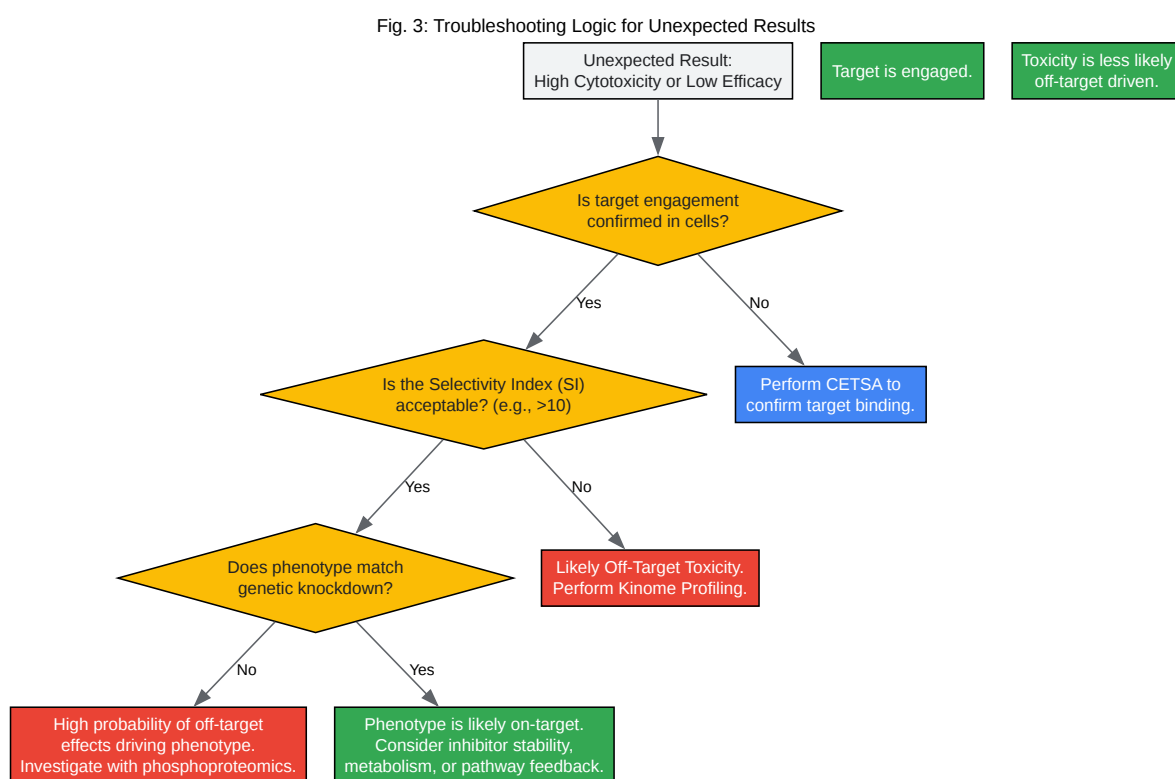 Fig. 3: Troubleshooting Logic for Unexpected Results
Unexpected Result:
High Cytotoxicity or Low Efficacy
Target is engaged.
Toxicity is less likely
off-target driven.
Is target engagement
confirmed in cells?
Yes
No
Is the Selectivity Index (SI)
acceptable? (e.g., >10)
Perform CETSA to
confirm target binding.
Yes
No
Does phenotype match
genetic knockdown?
Likely Off-Target Toxicity.
Perform Kinome Profiling.
No
Yes
High probability of off-target
effects driving phenotype.
Investigate with phosphoproteomics.
Phenotype is likely on-target.
Consider inhibitor stability,
metabolism, or pathway feedback.